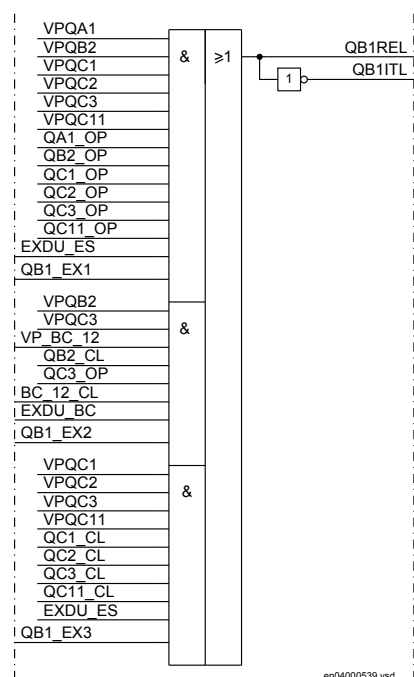 VPQA1
VPQB2
VPQC1
VPQC2
VPQC3
VPQC11
QA1_OP
QB2_OP
QC1_OP
QC2_OP
QC3_OP
QC11_OP
EXDU_ES
QB1_EX1
&
≥1
QB1REL
QB1ITL
1
VPQB2
VPQC3
VP_BC_12
QB2_CL
QC3_OP
BC_12_CL
EXDU_BC
QB1_EX2
&
VPQC1
VPQC2
VPQC3
VPQC11
QC1_CL
QC2_CL
QC3_CL
QC11_CL
EXDU_ES
QB1_EX3
&
en04000539.vsd